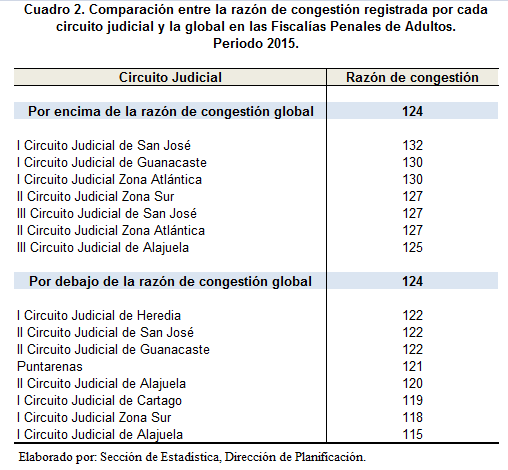 Cuadro 2. Comparación entre la razón de congestión registrada por cada
circuito judicial y la global en las Fiscalías Penales de Adultos.
Periodo 2015.
Circuito Judicial Razón de congestión
Por encima de la razón de congestión global 124
I Circuito Judicial de San José 132
I Circuito Judicial de Guanacaste 130
I Circuito Judicial Zona Atlántica 130
II Circuito Judicial Zona Sur 127
III Circuito Judicial de San José 127
II Circuito Judicial Zona Atlántica 127
III Circuito Judicial de Alajuela 125
Por debajo de la razón de congestión global 124
I Circuito Judicial de Heredia 122
II Circuito Judicial de San José 122
II Circuito Judicial de Guanacaste 122
Puntarenas 121
II Circuito Judicial de Alajuela 120
I Circuito Judicial de Cartago 119
I Circuito Judicial Zona Sur 118
I Circuito Judicial de Alajuela 115
Elaborado por: Sección de Estadística, Dirección de Planificación.